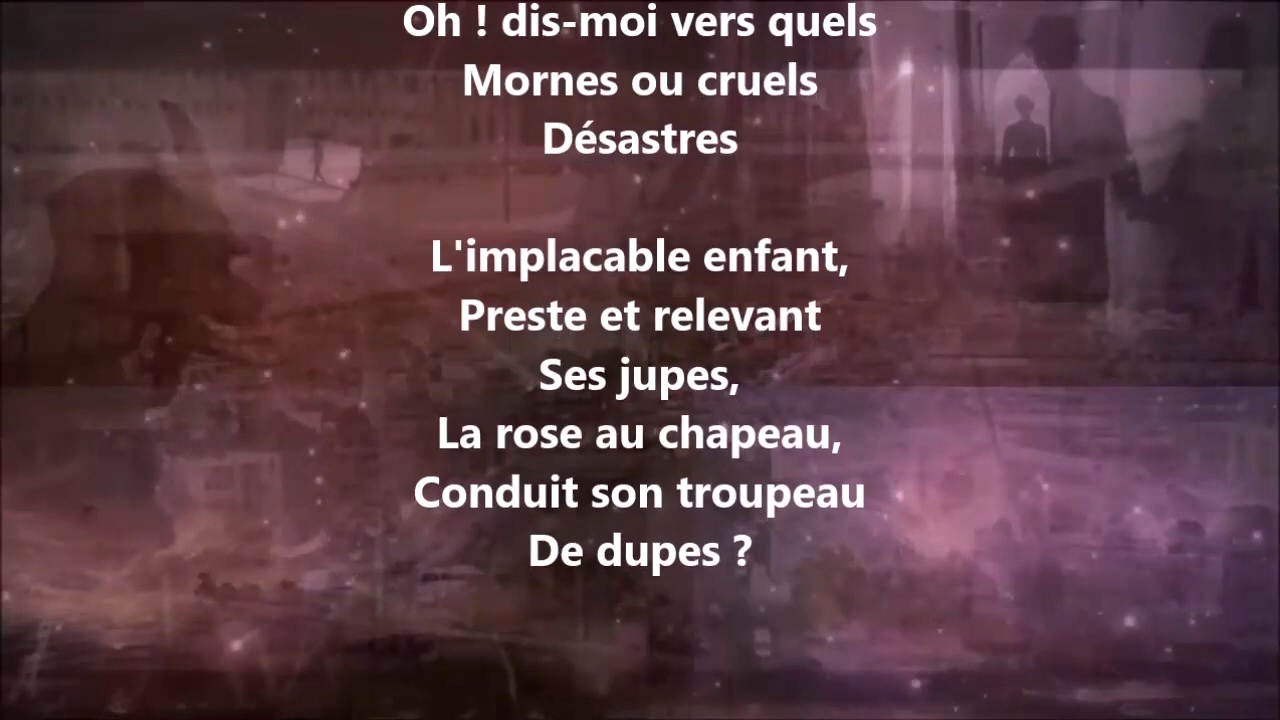 Oh ! dis-moi vers quels
Mornes ou cruels
Désastres
L'implacable enfant,
Preste et relevant
Ses jupes,
La rose au chapeau,
Conduit son troupeau
De dupes ?